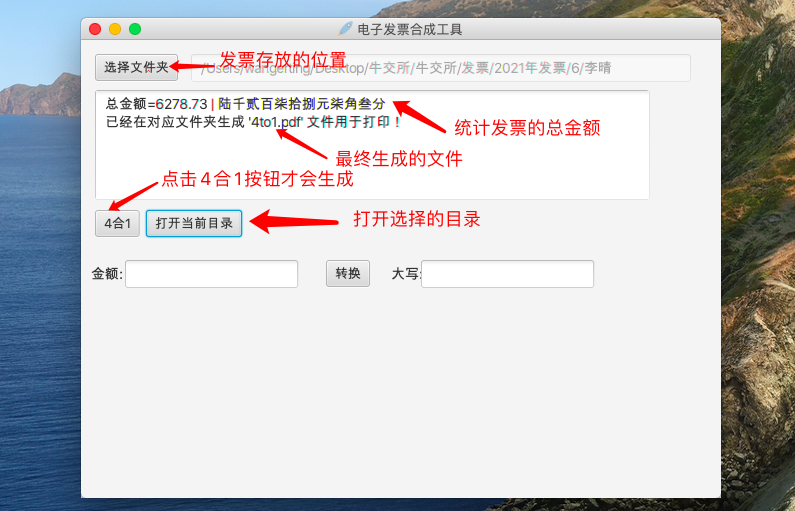 电子发票合成工具
选择文件夹
发票存放的位置
/Users/wangerting/Desktop/牛交所/牛交所/发票/2021年发票/6/李晴
总金额=6278.73 | 陆千贰百柒拾捌元柒角叁分
已经在对应文件夹生成 '4to1.pdf' 文件用于打印！
统计发票的总金额
最终生成的文件
点击4合1按钮才会生成
4合1
打开当前目录
打开选择的目录
金额:
转换
大写: